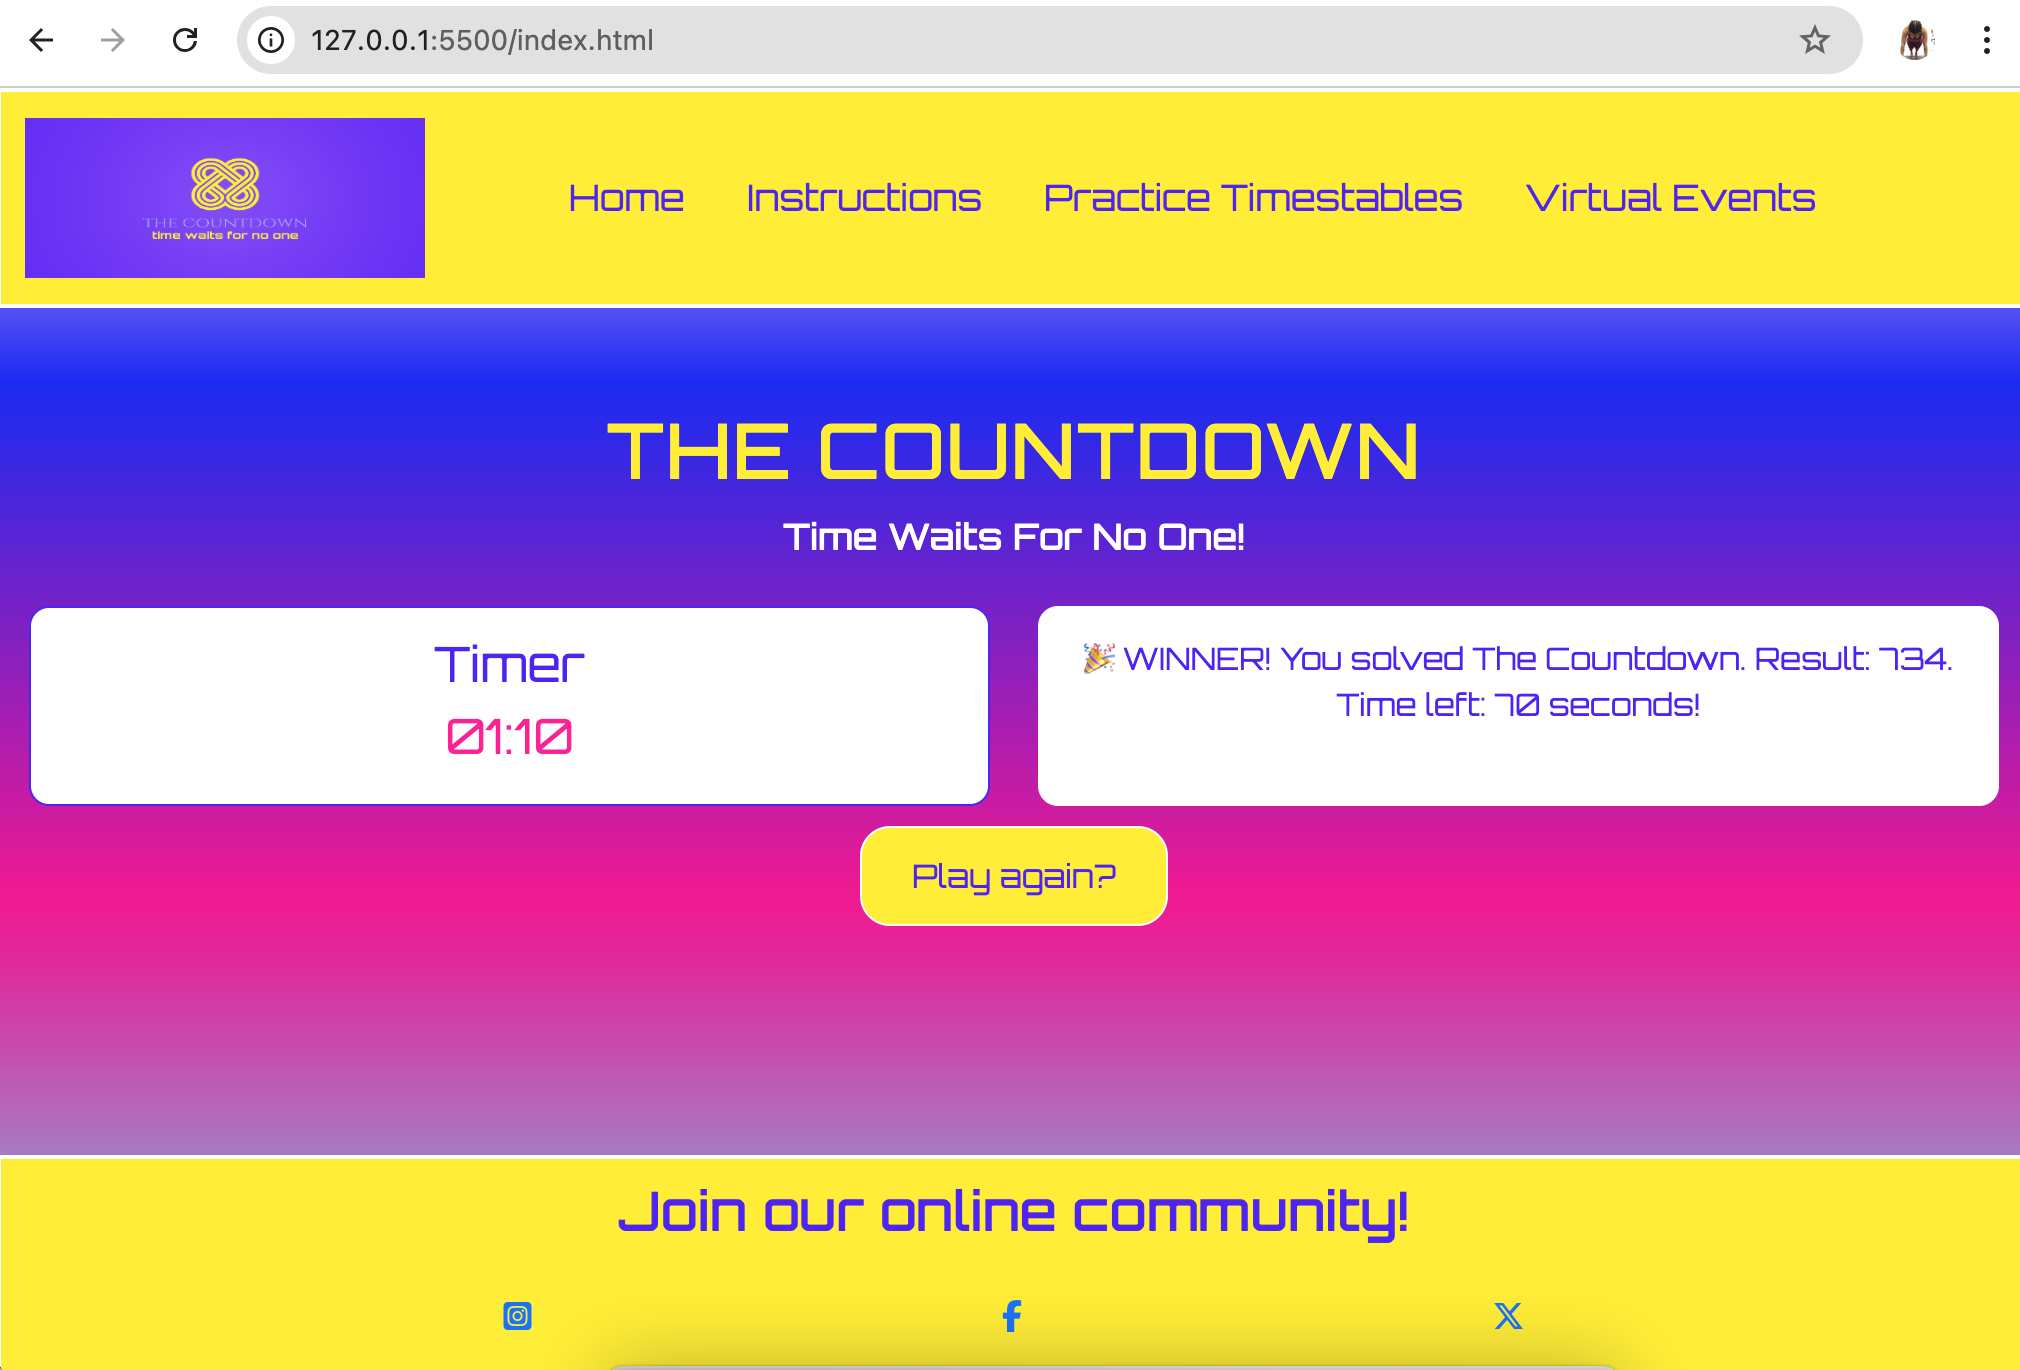 127.0.0.1:5500/index.html
THE COUNTDOWN
time waits for no one
Home Instructions Practice Timestables Virtual Events
THE COUNTDOWN
Time Waits For No One!
Timer
01:10
🎉 WINNER! You solved The Countdown. Result: 734.
Time left: 70 seconds!
Play again?
Join our online community!